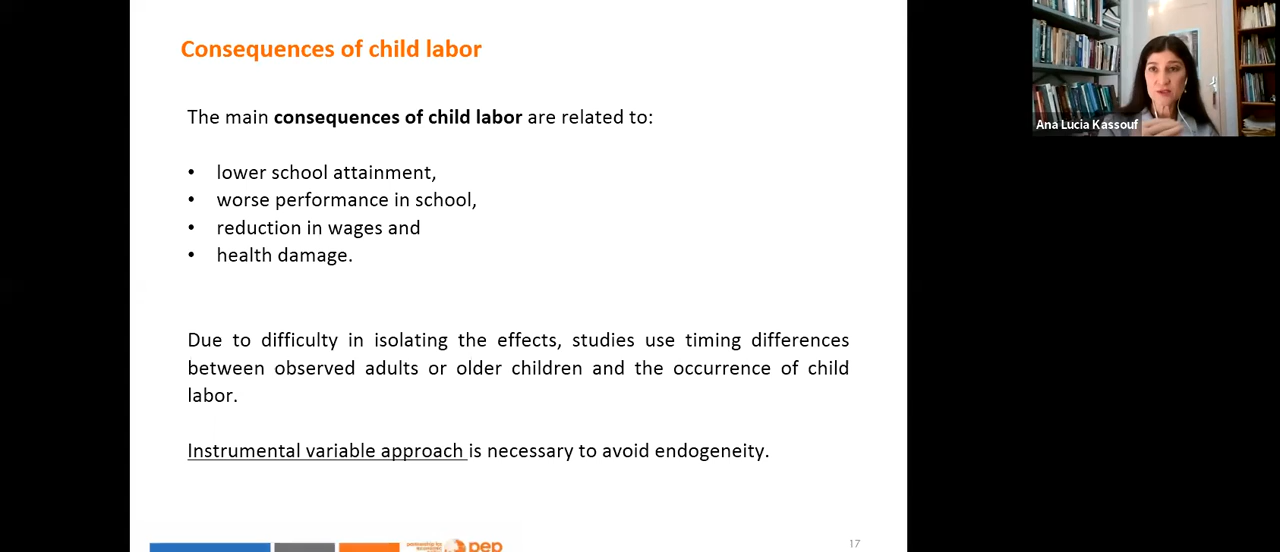 Consequences of child labor
The main consequences of child labor are related to:
• lower school attainment,
• worse performance in school,
• reduction in wages and
• health damage.
Due to difficulty in isolating the effects, studies use timing differences
between observed adults or older children and the occurrence of child
labor.
Instrumental variable approach is necessary to avoid endogeneity.
pep
17
Ana Lucia Kassouf